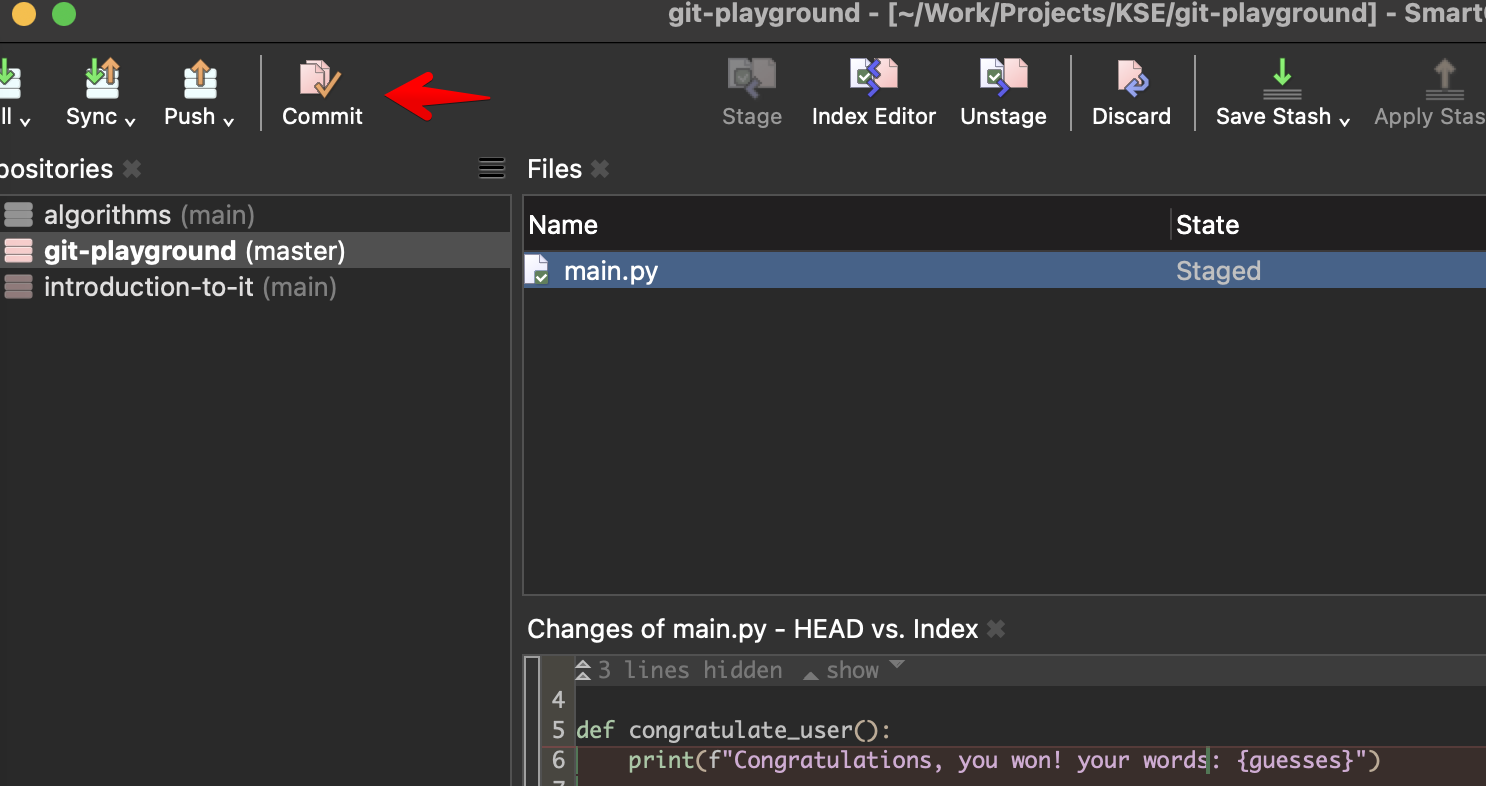 git-playground - [~/Work/Projects/KSE/git-playground] - Smart
ll Sync Push Commit Stage Index Editor Unstage Discard Save Stash Apply Stas
positories Files
Name State
algorithms (main)
git-playground (master)
introduction-to-it (main)
main.py Staged
Changes of main.py - HEAD vs. Index
3 lines hidden show
4
5 def congratulate_user():
6 print(f"Congratulations, you won! your words: {guesses}")